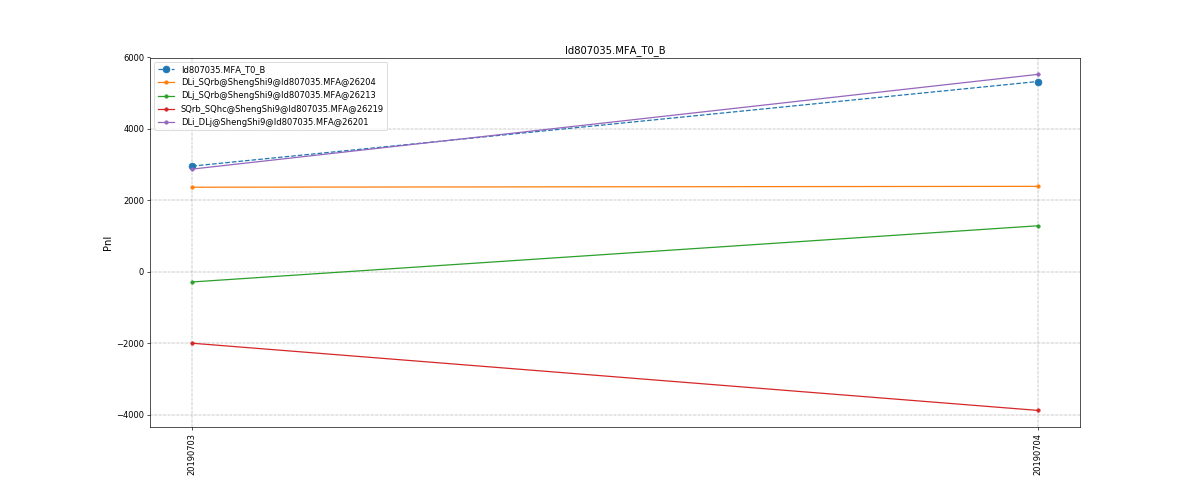 ld807035.MFA_T0_B
6000
4000
2000
0
−2000
−4000
Pnl
ld807035.MFA_T0_B
DLi_SQrb@ShengShi9@ld807035.MFA@26204
DLj_SQrb@ShengShi9@ld807035.MFA@26213
SQrb_SQhc@ShengShi9@ld807035.MFA@26219
DLi_DLj@ShengShi9@ld807035.MFA@26201
20190703
20190704